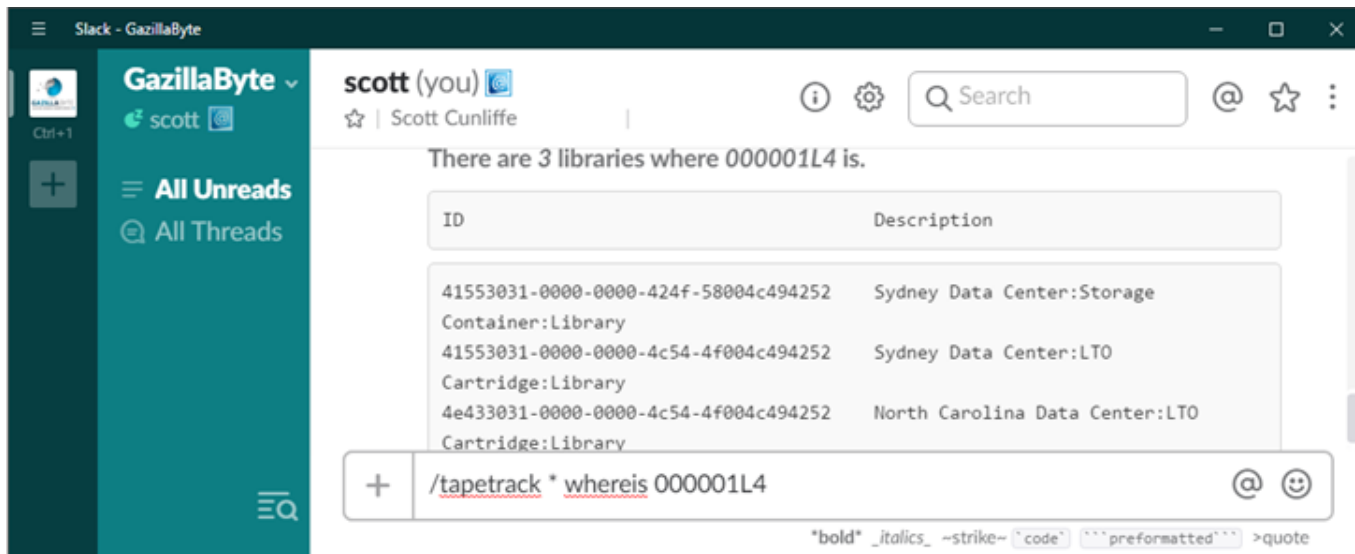 Slack - GazillaByte
GazillaByte
scott
Ctrl+1
All Unreads
All Threads
scott (you)
Scott Cunliffe
Search
There are 3 libraries where 000001L4 is.
ID Description
41553031-0000-0000-424f-58004c494252 Sydney Data Center:Storage
Container:Library
41553031-0000-0000-4c54-4f004c494252 Sydney Data Center:LTO
Cartridge:Library
4e433031-0000-0000-4c54-4f004c494252 North Carolina Data Center:LTO
Cartridge:Library
/tapetrack * whereis 000001L4
*bold* _italics_ ~strike~ `code` ```preformatted``` >quote